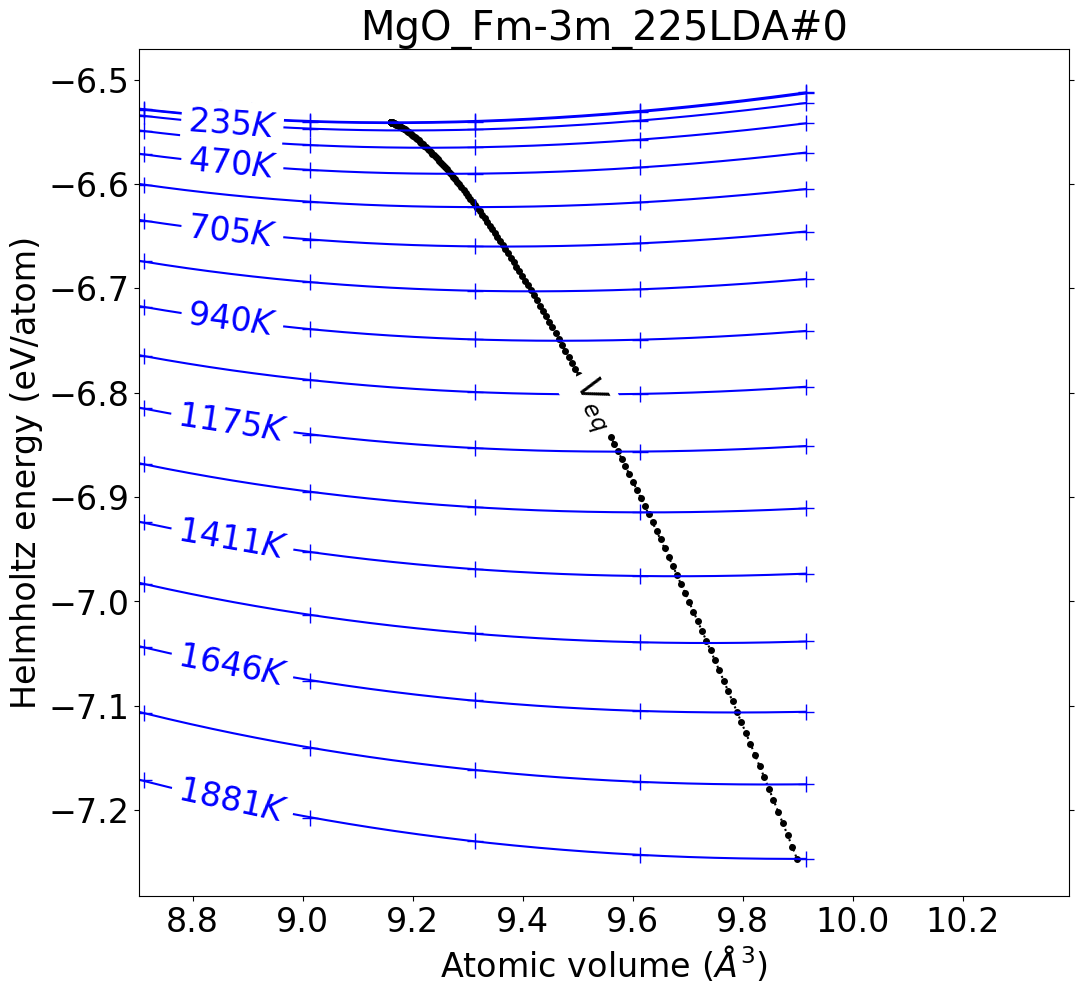 MgO_Fm-3m_225LDA#0
Helmholtz energy (eV/atom)
−6.5
−6.6
−6.7
−6.8
−6.9
−7.0
−7.1
−7.2
235K
470K
705K
940K
1175K
1411K
1646K
1881K
V_eq
8.8 9.0 9.2 9.4 9.6 9.8 10.0 10.2
Atomic volume (Å³)